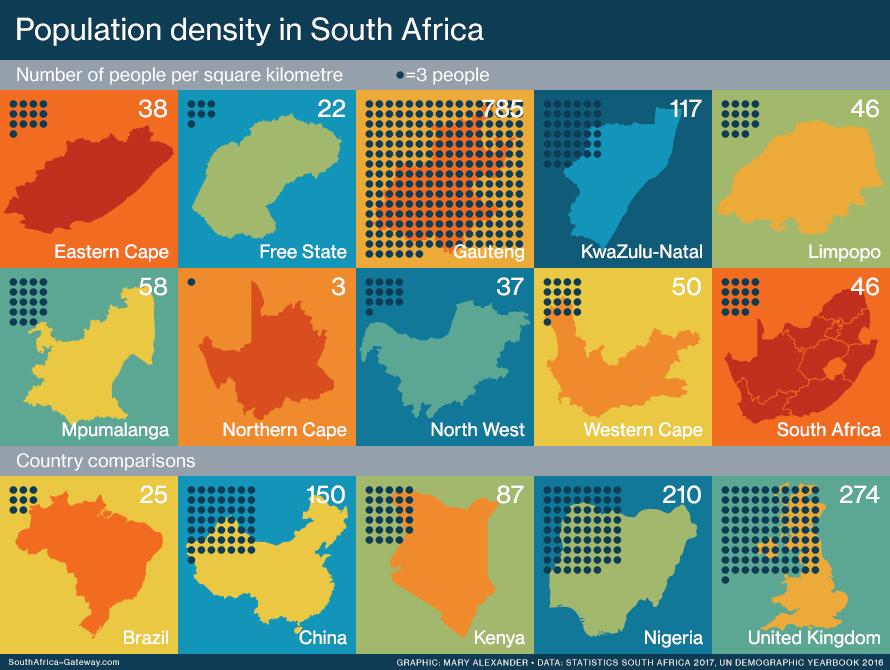 Population density in South Africa
Number of people per square kilometre
=3 people
38
Eastern Cape
22
Free State
785
Gauteng
117
KwaZulu-Natal
46
Limpopo
58
Mpumalanga
3
Northern Cape
37
North West
50
Western Cape
46
South Africa
Country comparisons
25
Brazil
150
China
87
Kenya
210
Nigeria
274
United Kingdom
SouthAfrica–Gateway.com
GRAPHIC: MARY ALEXANDER • DATA: STATISTICS SOUTH AFRICA 2017, UN DEMOGRAPHIC YEARBOOK 2016